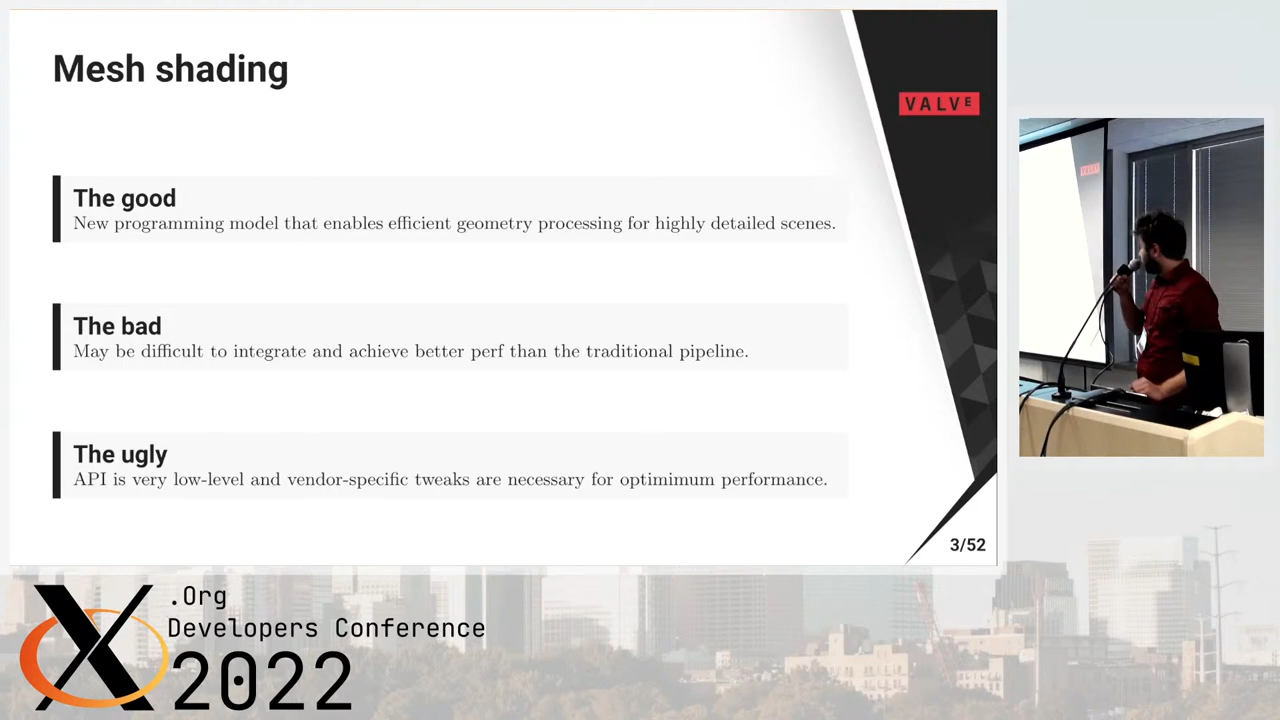 Mesh shading
VALVE
The good
New programming model that enables efficient geometry processing for highly detailed scenes.
The bad
May be difficult to integrate and achieve better perf than the traditional pipeline.
The ugly
API is very low-level and vendor-specific tweaks are necessary for optimimum performance.
3/52
X
.Org
Developers Conference
2022